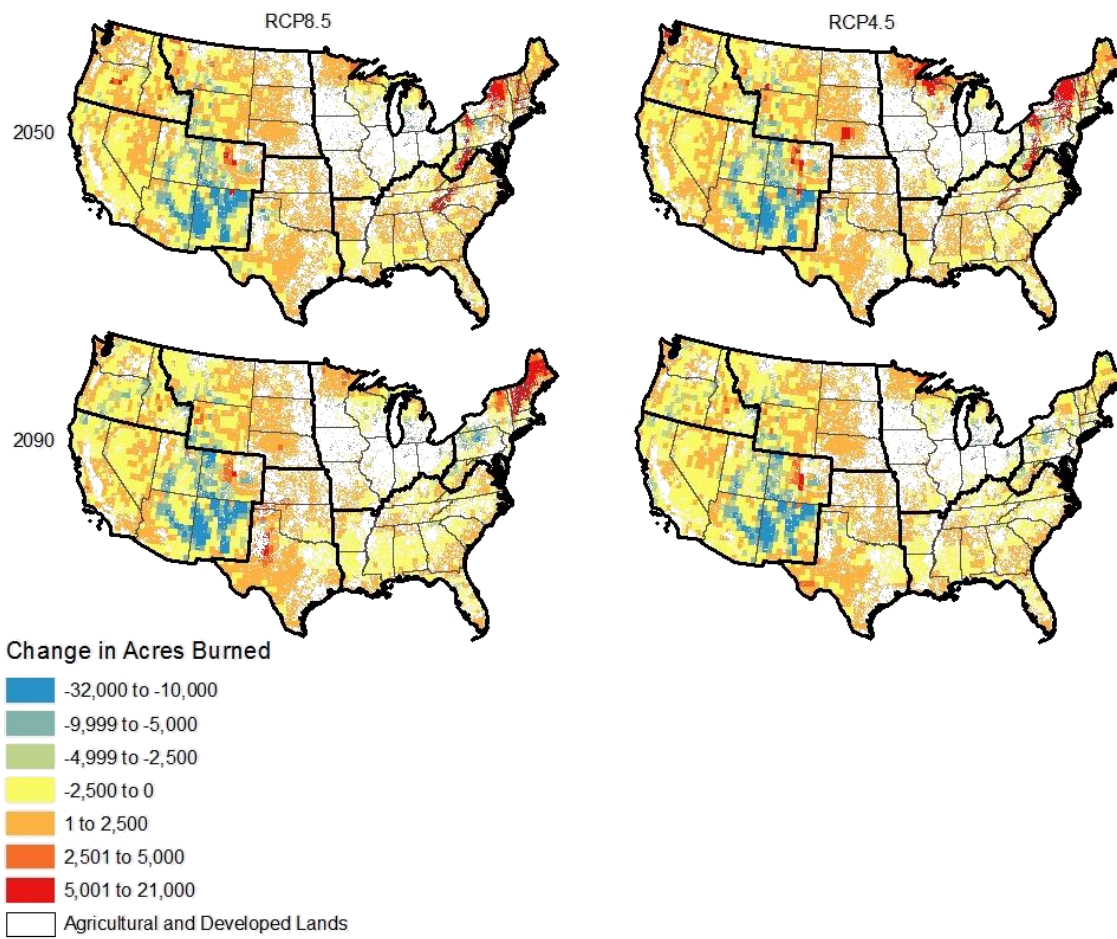 RCP8.5
RCP4.5
2050
2090
Change in Acres Burned
-32,000 to -10,000
-9,999 to -5,000
-4,999 to -2,500
-2,500 to 0
1 to 2,500
2,501 to 5,000
5,001 to 21,000
Agricultural and Developed Lands